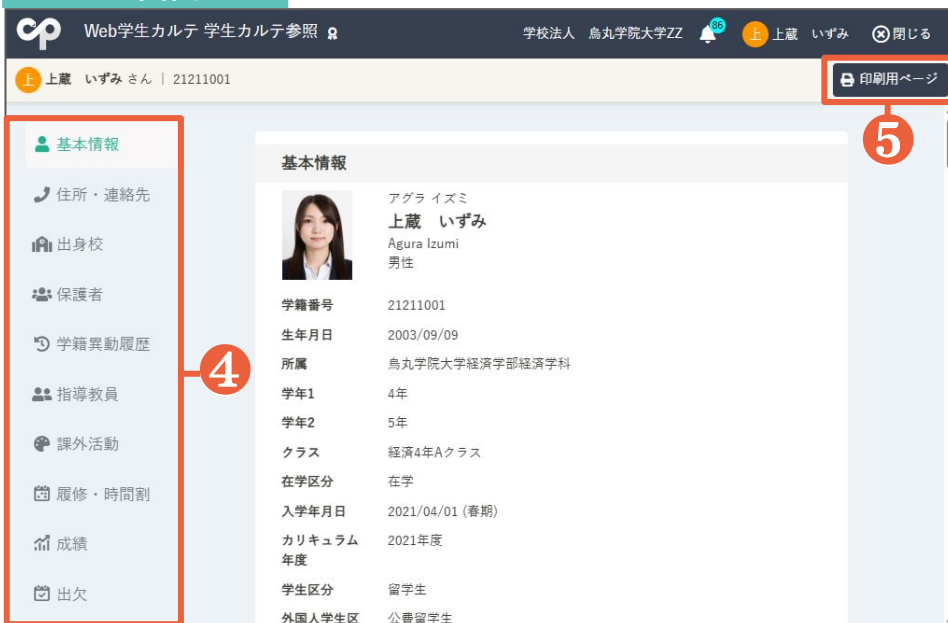 Web学生カルテ 学生カルテ参照
学校法人 烏丸学院大学ZZ
86
上
上蔵 いずみ
閉じる
上
上蔵 いずみ さん | 21211001
印刷用ページ
5
基本情報
住所・連絡先
出身校
保護者
学籍異動履歴
指導教員
課外活動
履修・時間割
成績
出欠
4
基本情報
アグラ イズミ
上蔵 いずみ
Agura Izumi
男性
学籍番号 21211001
生年月日 2003/09/09
所属 烏丸学院大学経済学部経済学科
学年1 4年
学年2 5年
クラス 経済4年Aクラス
在学区分 在学
入学年月日 2021/04/01 (春期)
カリキュラム 2021年度
年度
学生区分 留学生
外国人学生区 公費留学生